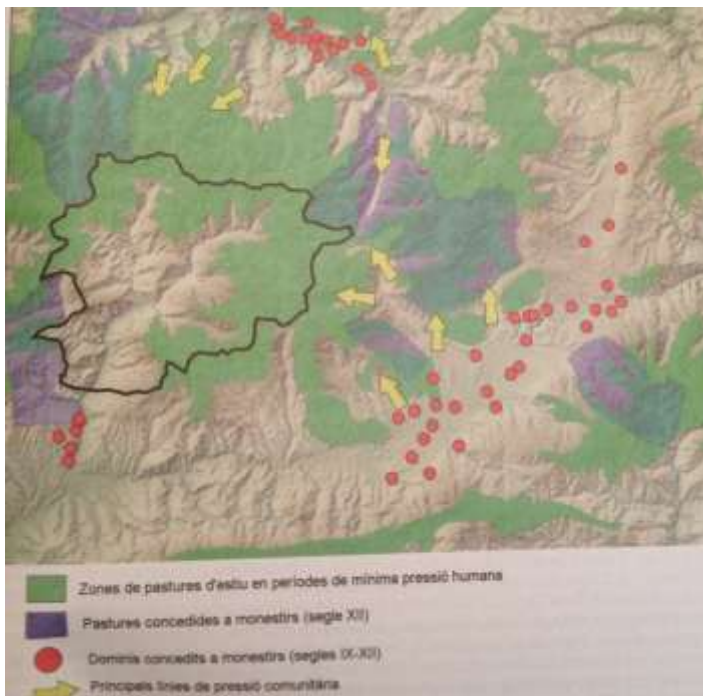 Zones de pastures d'estiu en períodes de mínima pressió humana
Pastures concedides a monestirs (segle XII)
Dominis concedits a monestirs (segles IX-XII)
Principals línies de pressió comunitària